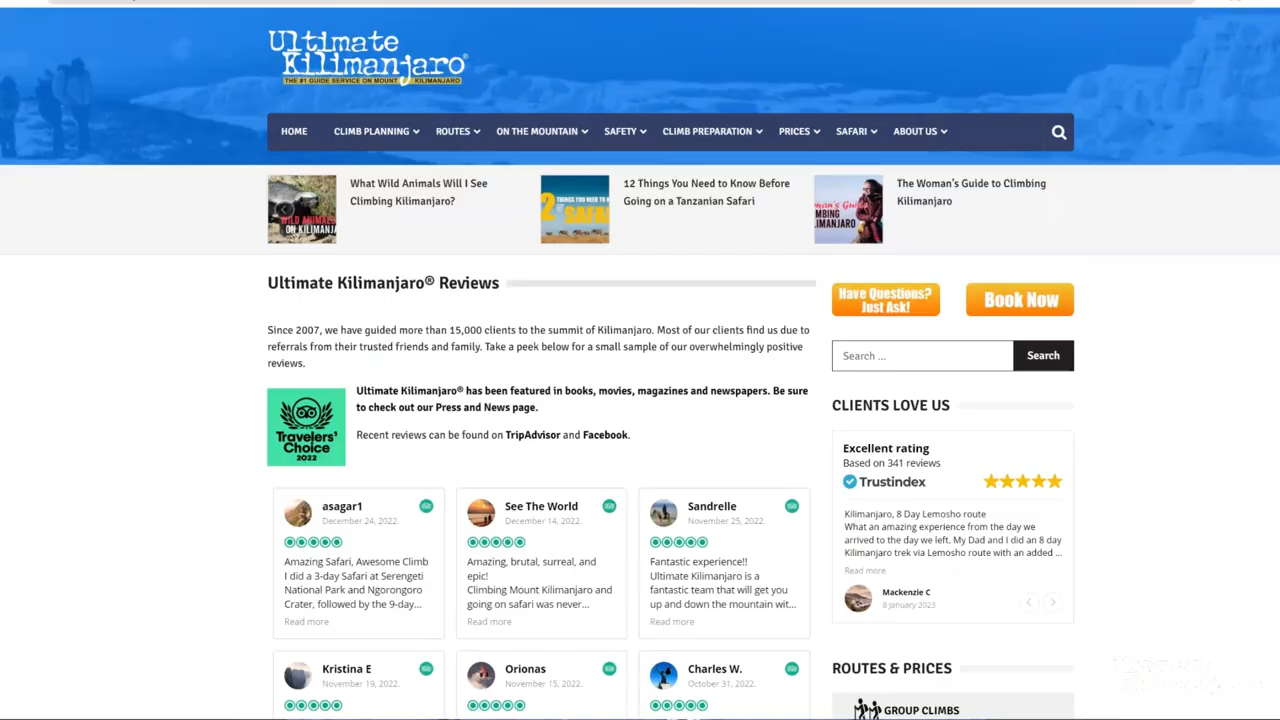 Ultimate
Kilimanjaro®
THE #1 GUIDE SERVICE ON MOUNT KILIMANJARO
HOME CLIMB PLANNING ROUTES ON THE MOUNTAIN SAFETY CLIMB PREPARATION PRICES SAFARI ABOUT US
What Wild Animals Will I See
Climbing Kilimanjaro?
WILD ANIMALS
ON KILIMANJA
12 Things You Need to Know Before
Going on a Tanzanian Safari
The Woman's Guide to Climbing
Kilimanjaro
Ultimate Kilimanjaro® Reviews
Since 2007, we have guided more than 15,000 clients to the summit of Kilimanjaro. Most of our clients find us due to
referrals from their trusted friends and family. Take a peek below for a small sample of our overwhelmingly positive
reviews.
Travelers'
Choice
2022
Ultimate Kilimanjaro® has been featured in books, movies, magazines and newspapers. Be sure
to check out our Press and News page.
Recent reviews can be found on TripAdvisor and Facebook.
asagar1
December 24, 2022.
Amazing Safari, Awesome Climb
I did a 3-day Safari at Serengeti
National Park and Ngorongoro
Crater, followed by the 9-day...
Read more
See The World
December 14, 2022.
Amazing, brutal, surreal, and
epic!
Climbing Mount Kilimanjaro and
going on safari was never...
Read more
Sandrelle
November 25, 2022.
Fantastic experience!!
Ultimate Kilimanjaro is a
fantastic team that will get you
up and down the mountain wit...
Read more
Kristina E
November 19, 2022.
Orionas
November 15, 2022.
Charles W.
October 31, 2022.
Have Questions?
Just Ask!
Book Now
Search ...
Search
CLIENTS LOVE US
Excellent rating
Based on 341 reviews
Trustindex
Kilimanjaro, 8 Day Lemosho route
What an amazing experience from the day we
arrived to the day we left. My Dad and I did an 8 day
Kilimanjaro trek via Lemosho route with an added ...
Read more
Mackenzie C
8 January 2023
ROUTES & PRICES
GROUP CLIMBS